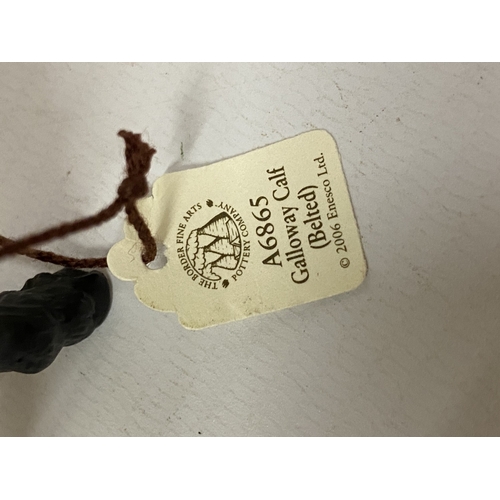 THE BORDER FINE ARTS
POTTERY COMPANY
A6865
Galloway Calf
(Belted)
© 2006 Enesco Ltd.